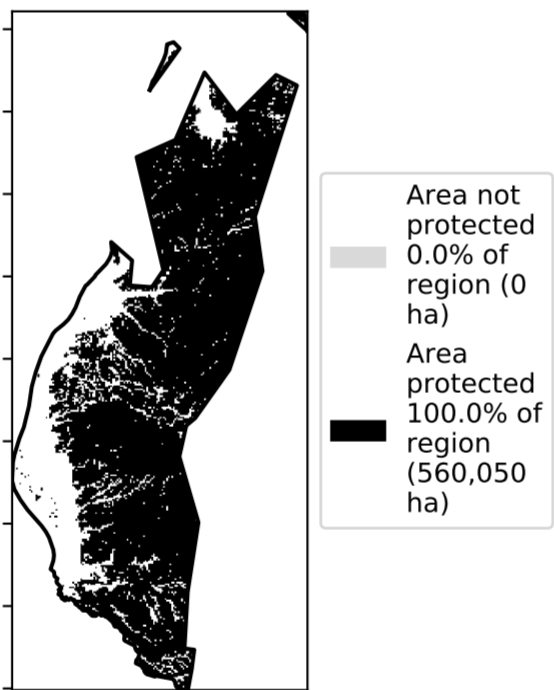 Area not
protected
0.0% of
region (0
ha)
Area
protected
100.0% of
region
(560,050
ha)